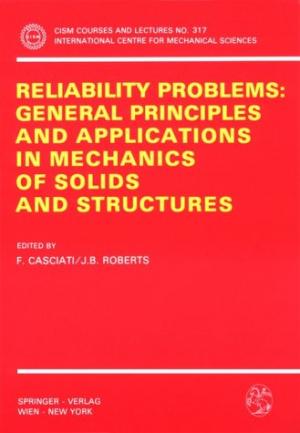 CISM COURSES AND LECTURES NO. 317
INTERNATIONAL CENTRE FOR MECHANICAL SCIENCES
RELIABILITY PROBLEMS:
GENERAL PRINCIPLES
AND APPLICATIONS
IN MECHANICS
OF SOLIDS
AND STRUCTURES
EDITED BY
F. CASCIATI/J.B. ROBERTS
SPRINGER - VERLAG
WIEN - NEW YORK